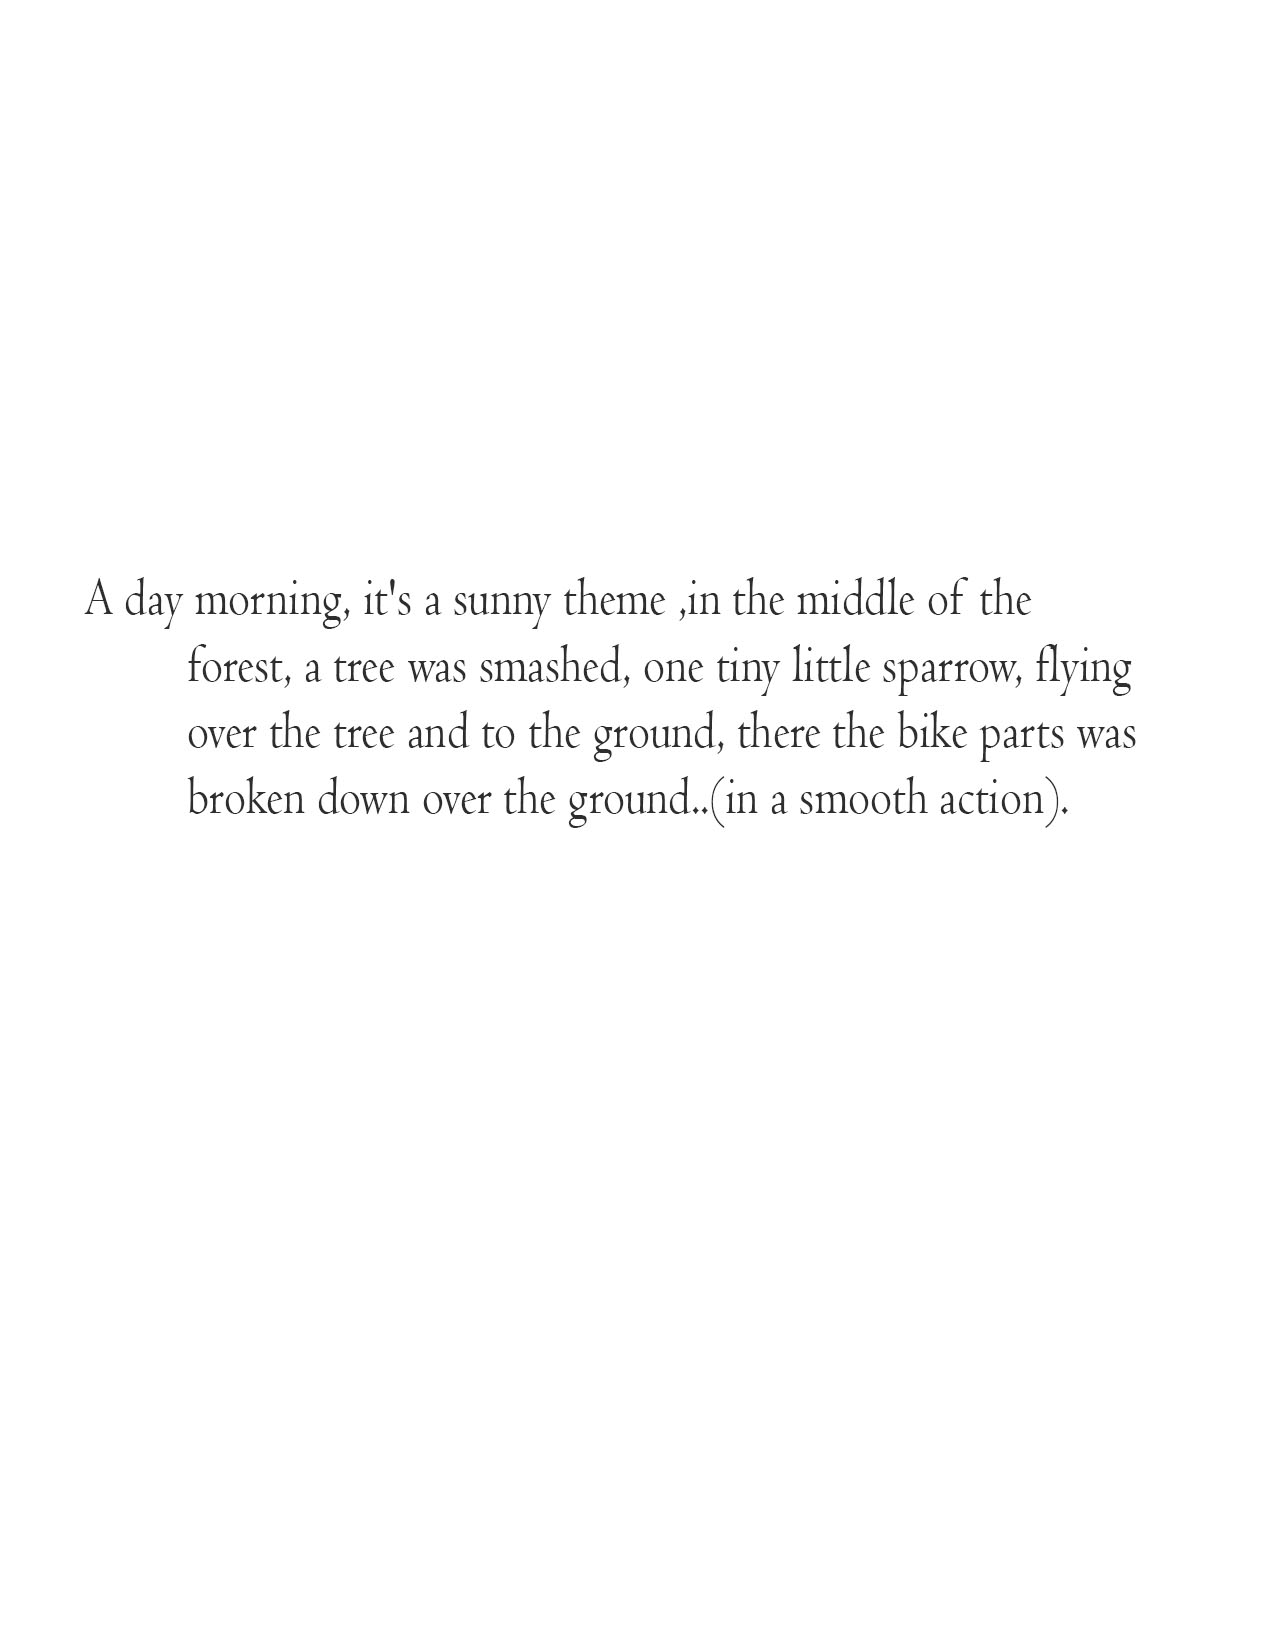 A day morning, it's a sunny theme ,in the middle of the
forest, a tree was smashed, one tiny little sparrow, flying
over the tree and to the ground, there the bike parts was
broken down over the ground..(in a smooth action).